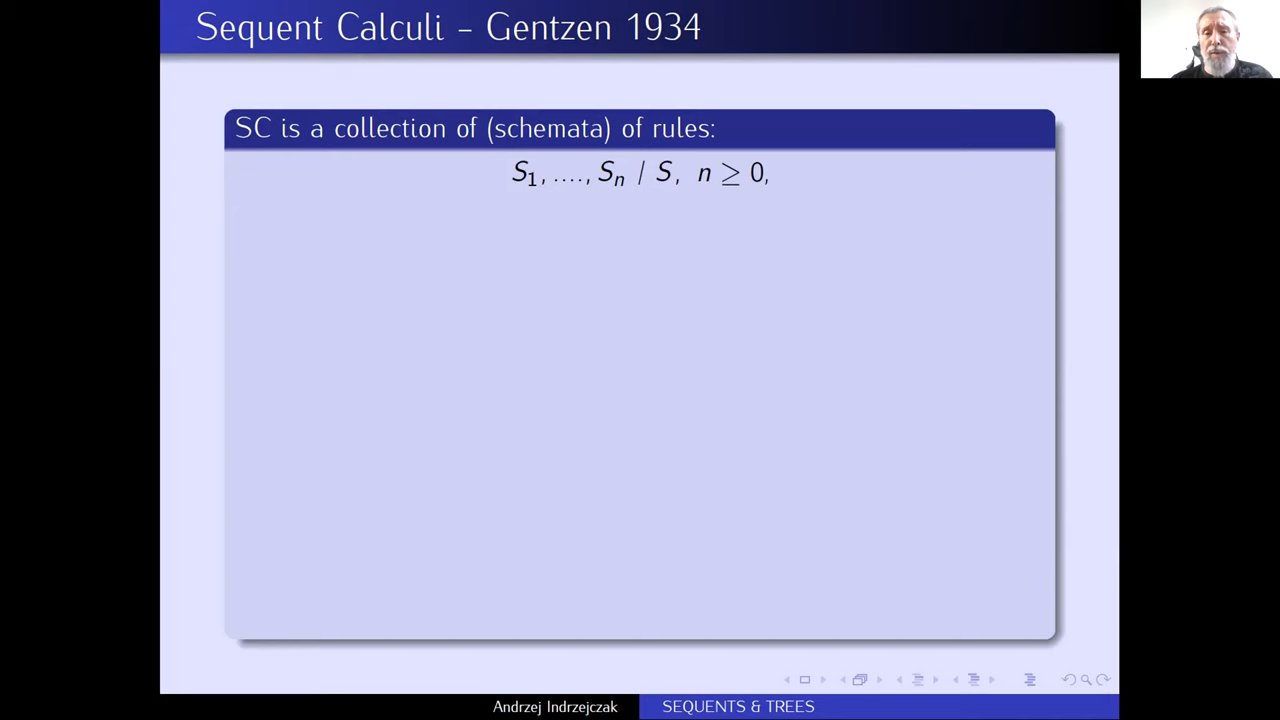 Sequent Calculi – Gentzen 1934
SC is a collection of (schemata) of rules:
S₁, ...., Sₙ / S, n ≥ 0,
Andrzej Indrzejczak SEQUENTS & TREES